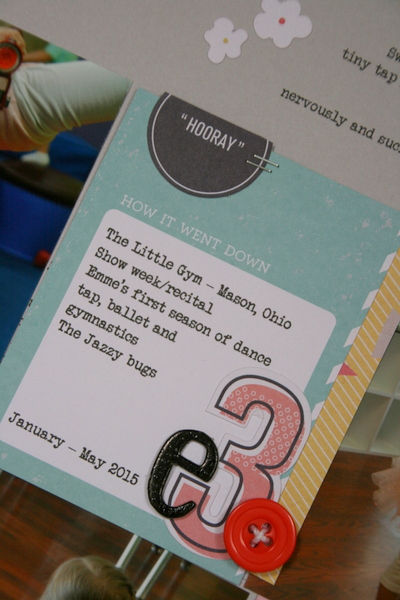 tiny tap
nervously and
"HOORAY"
HOW IT WENT DOWN
The Little Gym – Mason, Ohio
Show week/recital
Emme's first season of dance
tap, ballet and
gymnastics
The Jazzy bugs
January – May 2015
e3